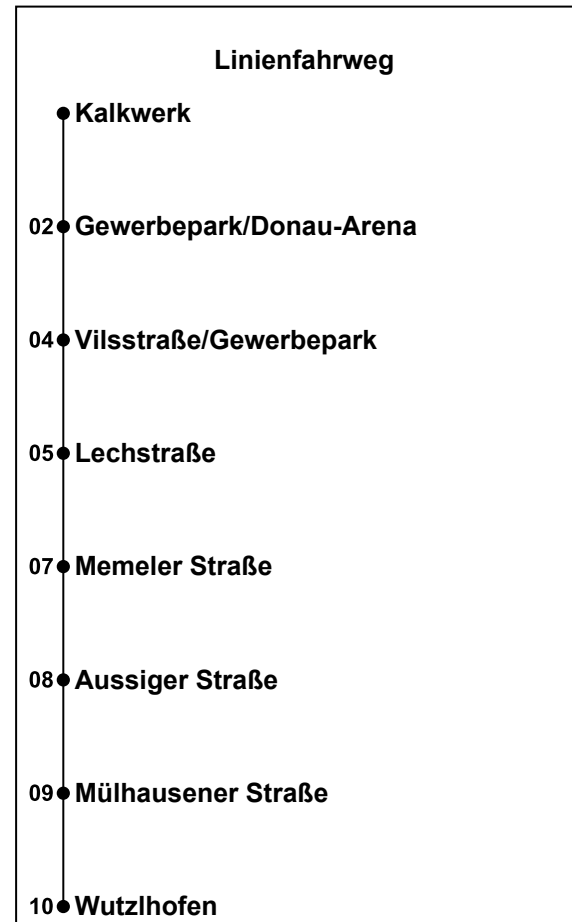 Linienfahrweg
Kalkwerk
02 Gewerbepark/Donau-Arena
04 Vilsstraße/Gewerbepark
05 Lechstraße
07 Memeler Straße
08 Aussiger Straße
09 Mülhausener Straße
10 Wutzlhofen